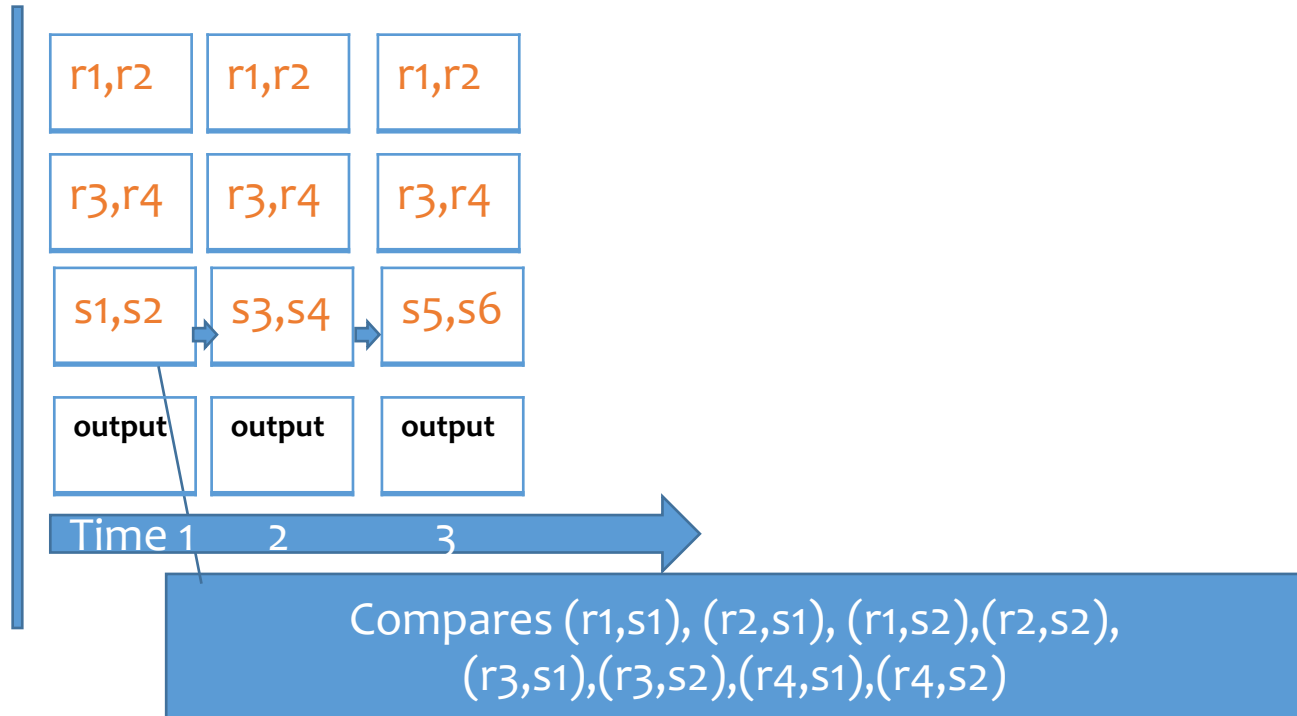 r1,r2 r1,r2 r1,r2
r3,r4 r3,r4 r3,r4
s1,s2 s3,s4 s5,s6
output output output
Time 1 2 3
Compares (r1,s1), (r2,s1), (r1,s2),(r2,s2),
(r3,s1),(r3,s2),(r4,s1),(r4,s2)